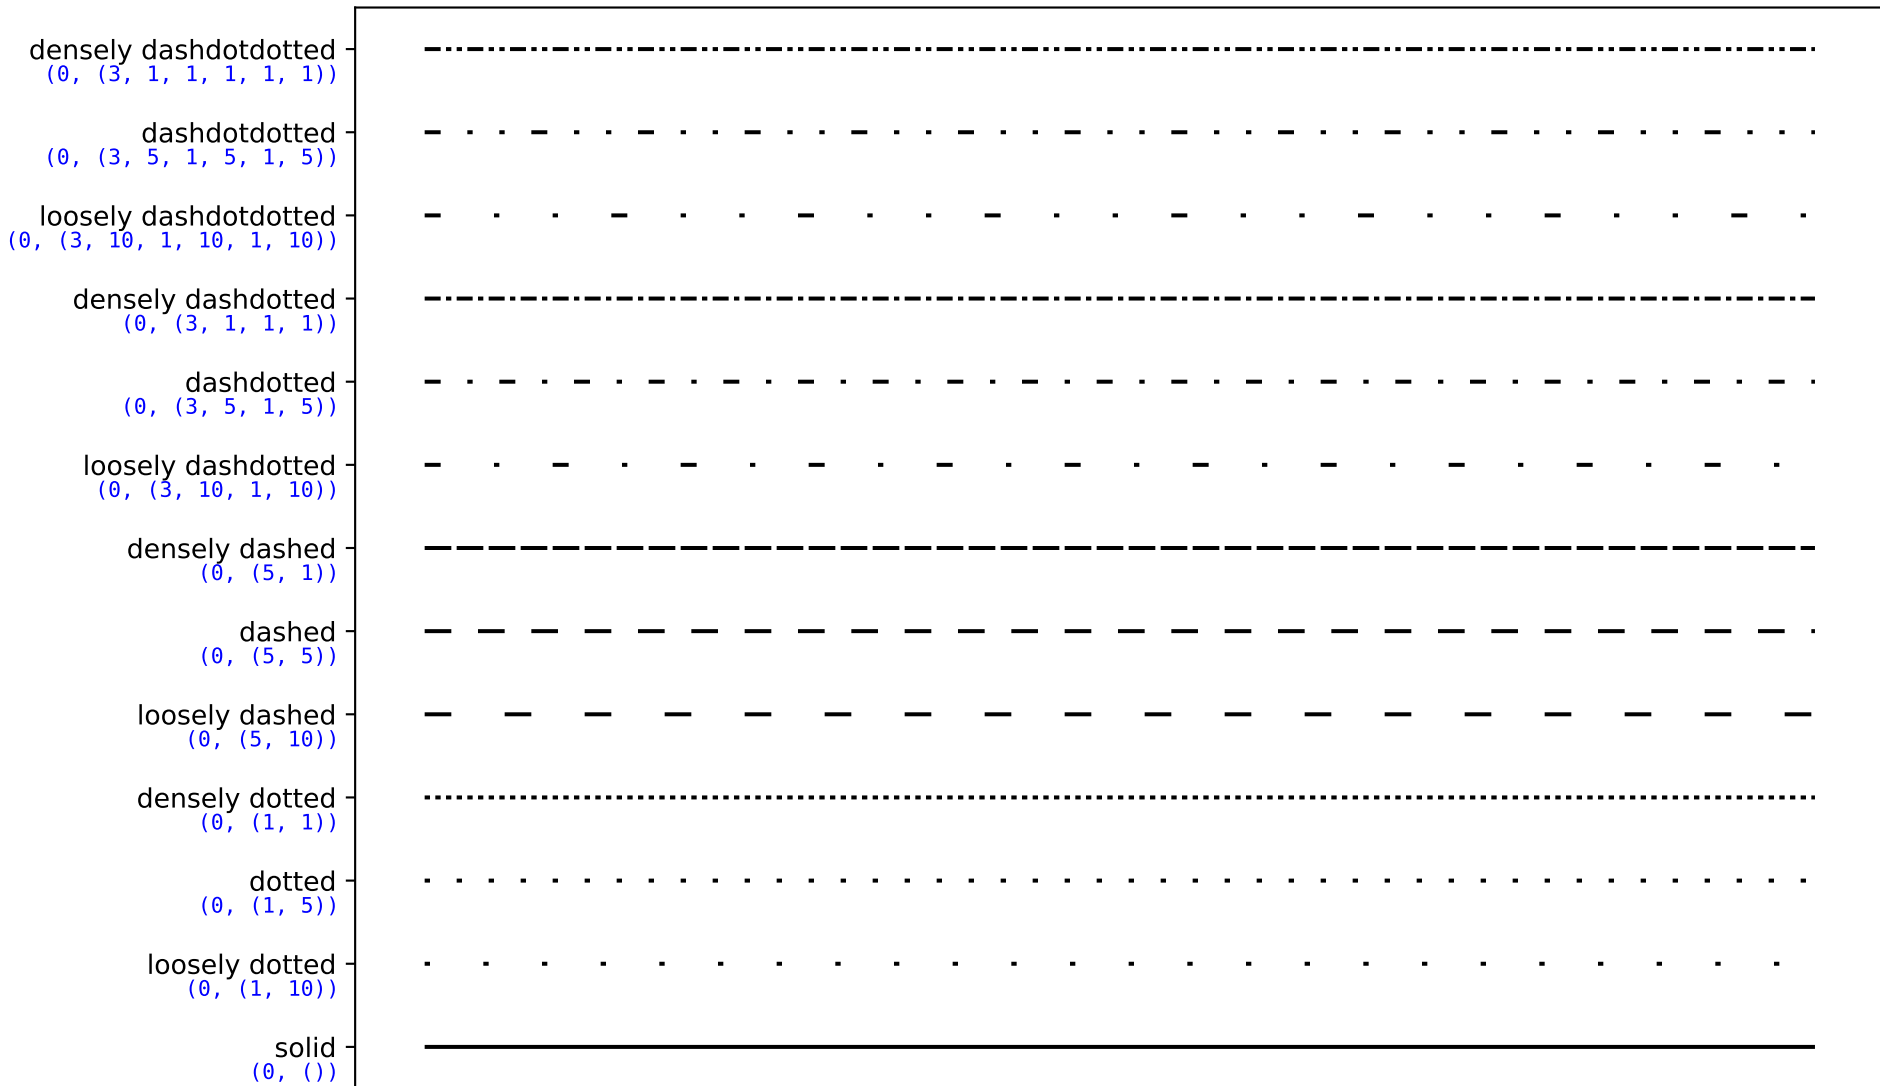 densely dashdotdotted
(0, (3, 1, 1, 1, 1, 1))
dashdotdotted
(0, (3, 5, 1, 5, 1, 5))
loosely dashdotdotted
(0, (3, 10, 1, 10, 1, 10))
densely dashdotted
(0, (3, 1, 1, 1))
dashdotted
(0, (3, 5, 1, 5))
loosely dashdotted
(0, (3, 10, 1, 10))
densely dashed
(0, (5, 1))
dashed
(0, (5, 5))
loosely dashed
(0, (5, 10))
densely dotted
(0, (1, 1))
dotted
(0, (1, 5))
loosely dotted
(0, (1, 10))
solid
(0, ())